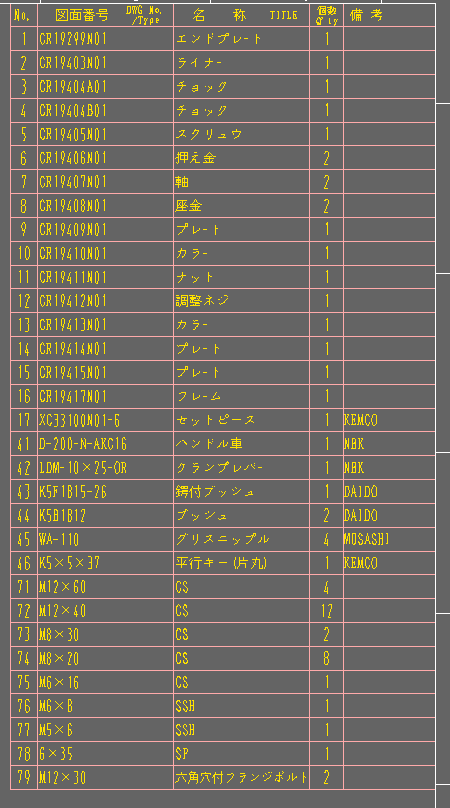 No. 図面番号 DWG No. /Type 名 称 TITLE 個数 Q'ty 備 考
1 CR19299N01 エンドプレート 1
2 CR19403N01 ライナー 1
3 CR19404A01 チョック 1
4 CR19404B01 チョック 1
5 CR19405N01 スクリュウ 1
6 CR19406N01 押え金 2
7 CR19407N01 軸 2
8 CR19408N01 座金 2
9 CR19409N01 プレート 1
10 CR19410N01 カラー 1
11 CR19411N01 ナット 1
12 CR19412N01 調整ネジ 1
13 CR19413N01 カラー 1
14 CR19414N01 プレート 1
15 CR19415N01 プレート 1
16 CR19417N01 フレーム 1
17 XC33100N01-6 セットピース 1 KEMCO
41 D-200-N-AKC16 ハンドル車 1 NBK
42 LDM-10×25-OR クランプレバー 1 NBK
43 K5F1B15-26 鍔付ブッシュ 1 DAIDO
44 K5B1B12 ブッシュ 2 DAIDO
45 WA-110 グリスニップル 4 MUSASHI
46 K5×5×37 平行キー(片丸) 1 KEMCO
71 M12×60 CS 4
72 M12×40 CS 12
73 M8×30 CS 2
74 M8×20 CS 8
75 M6×16 CS 1
76 M6×8 SSH 1
77 M5×6 SSH 1
78 6×35 SP 1
79 M12×30 六角穴付フランジボルト 2